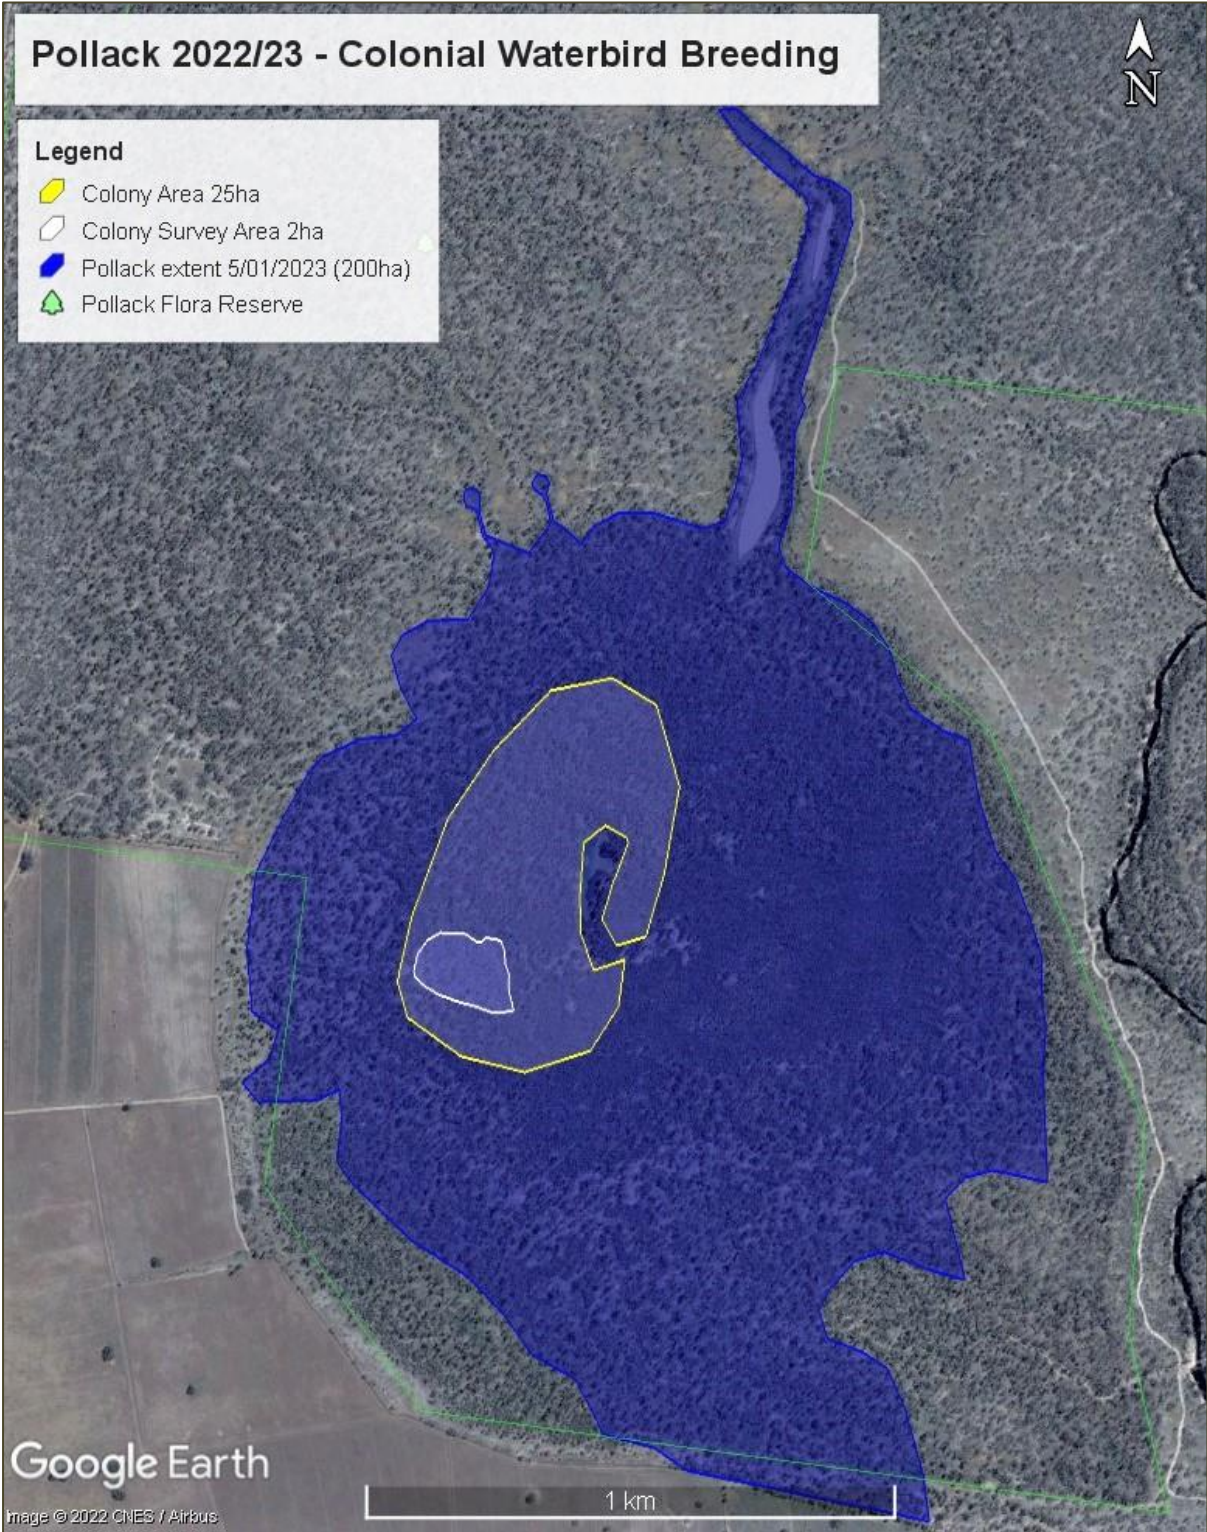 Pollack 2022/23 - Colonial Waterbird Breeding
N
Legend
Colony Area 25ha
Colony Survey Area 2ha
Pollack extent 5/01/2023 (200ha)
Pollack Flora Reserve
Google Earth
1 km
Image © 2022 CNES / Airbus